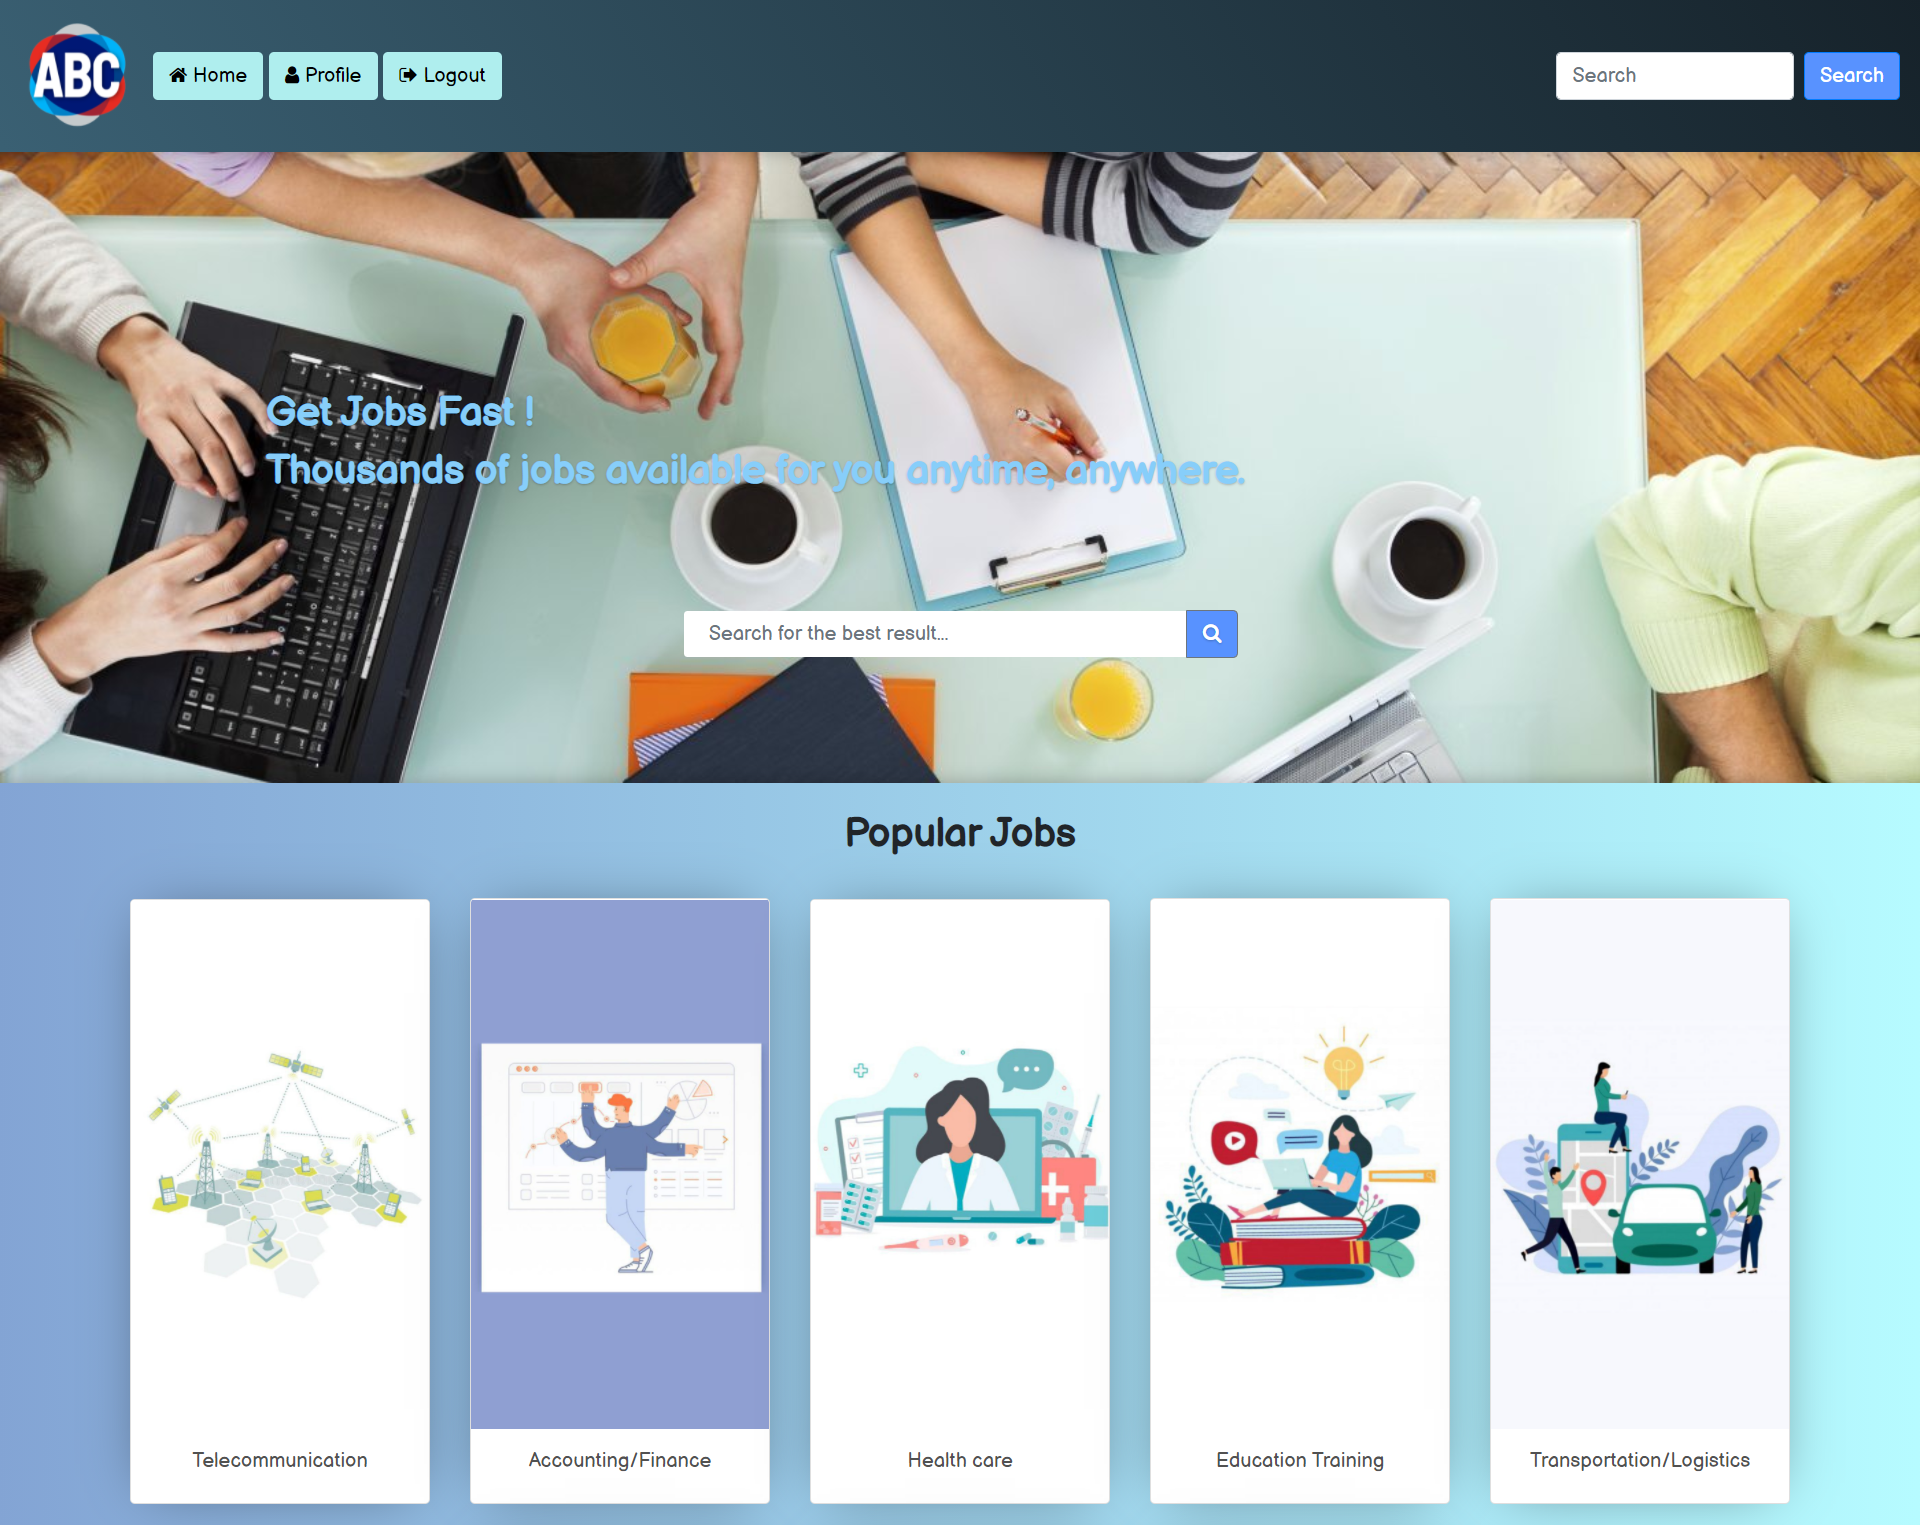 ABC
Home
Profile
Logout
Search
Search
Get Jobs Fast !
Thousands of jobs available for you anytime, anywhere.
Search for the best result...
Popular Jobs
Telecommunication
Accounting/Finance
Health care
Education Training
Transportation/Logistics